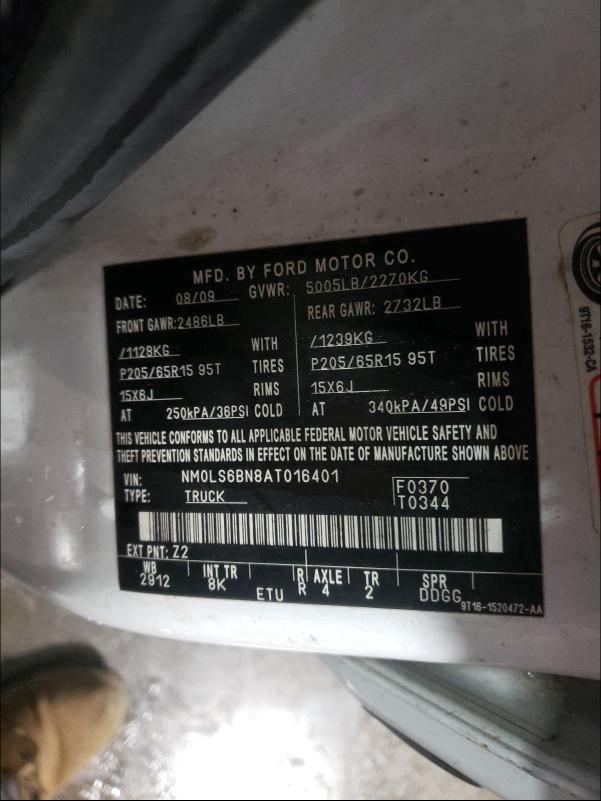 MFD. BY FORD MOTOR CO.
DATE: 08/09 GVWR: 5005LB/2270KG
FRONT GAWR:2486LB REAR GAWR: 2732LB
/1128KG WITH /1239KG WITH
P205/65R15 95T TIRES P205/65R15 95T TIRES
15X6J RIMS 15X6J RIMS
AT 250kPA/36PSI COLD AT 340kPA/49PSI COLD
THIS VEHICLE CONFORMS TO ALL APPLICABLE FEDERAL MOTOR VEHICLE SAFETY AND
THEFT PREVENTION STANDARDS IN EFFECT ON THE DATE OF MANUFACTURE SHOWN ABOVE
VIN: NM0LS6BN8AT016401 F0370
TYPE: TRUCK T0344
EXT PNT: Z2
WB INT TR R AXLE TR SPR
2912 8K ETU R 4 2 DDGG
9T16-1520472-AA
9T16-1532-CA